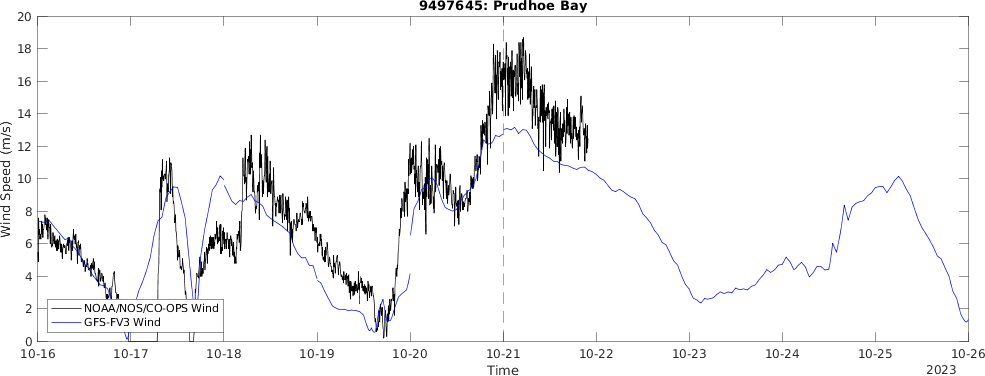 9497645: Prudhoe Bay
20
18
16
14
12
10
8
6
4
2
0
Wind Speed (m/s)
NOAA/NOS/CO-OPS Wind
GFS-FV3 Wind
10-16 10-17 10-18 10-19 10-20 10-21 10-22 10-23 10-24 10-25 10-26
Time
2023